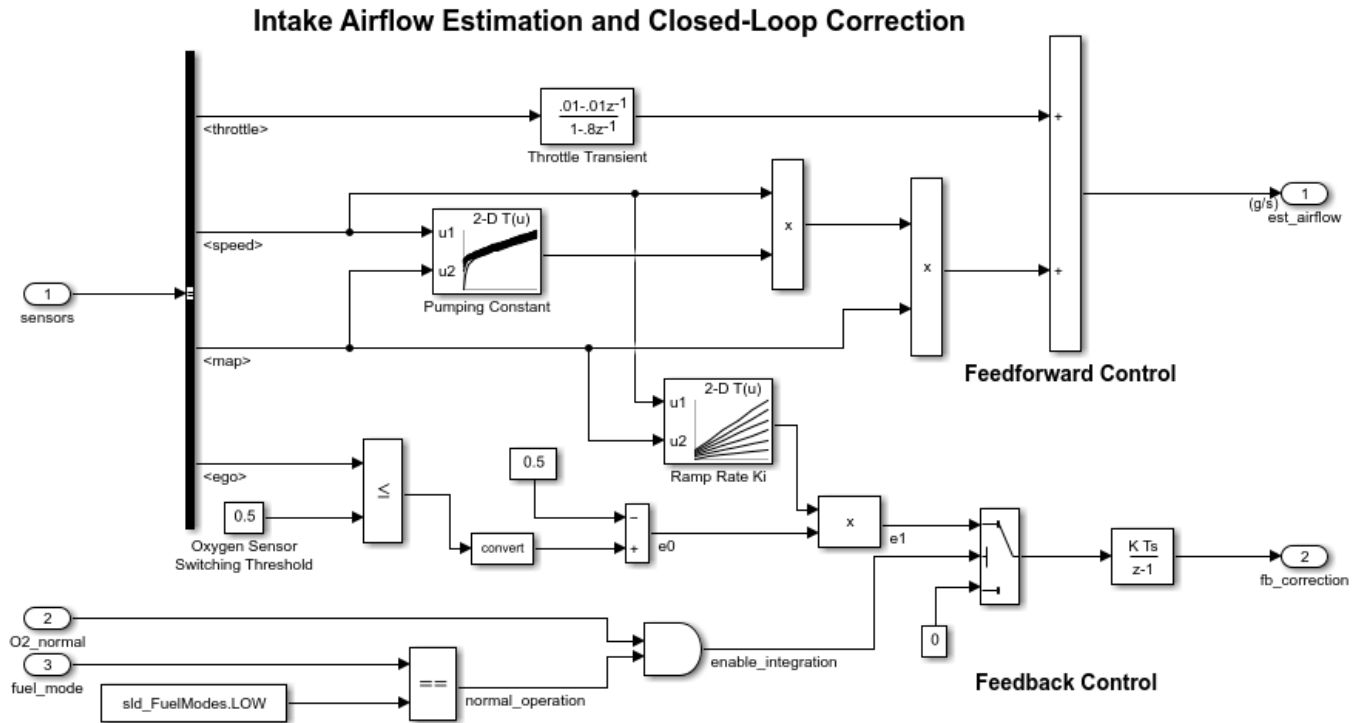 Intake Airflow Estimation and Closed-Loop Correction
.01-.01z-1
1-.8z-1
Throttle Transient
<throttle>
<speed>
2-D T(u)
u1
u2
Pumping Constant
x
x
+
+
(g/s)
1
est_airflow
1
sensors
<map>
Feedforward Control
2-D T(u)
u1
u2
Ramp Rate Ki
<ego>
0.5
Oxygen Sensor
Switching Threshold
≤
convert
0.5
−
+
e0
x
e1
0
K Ts
z-1
2
fb_correction
2
O2_normal
3
fuel_mode
sld_FuelModes.LOW
==
normal_operation
enable_integration
Feedback Control